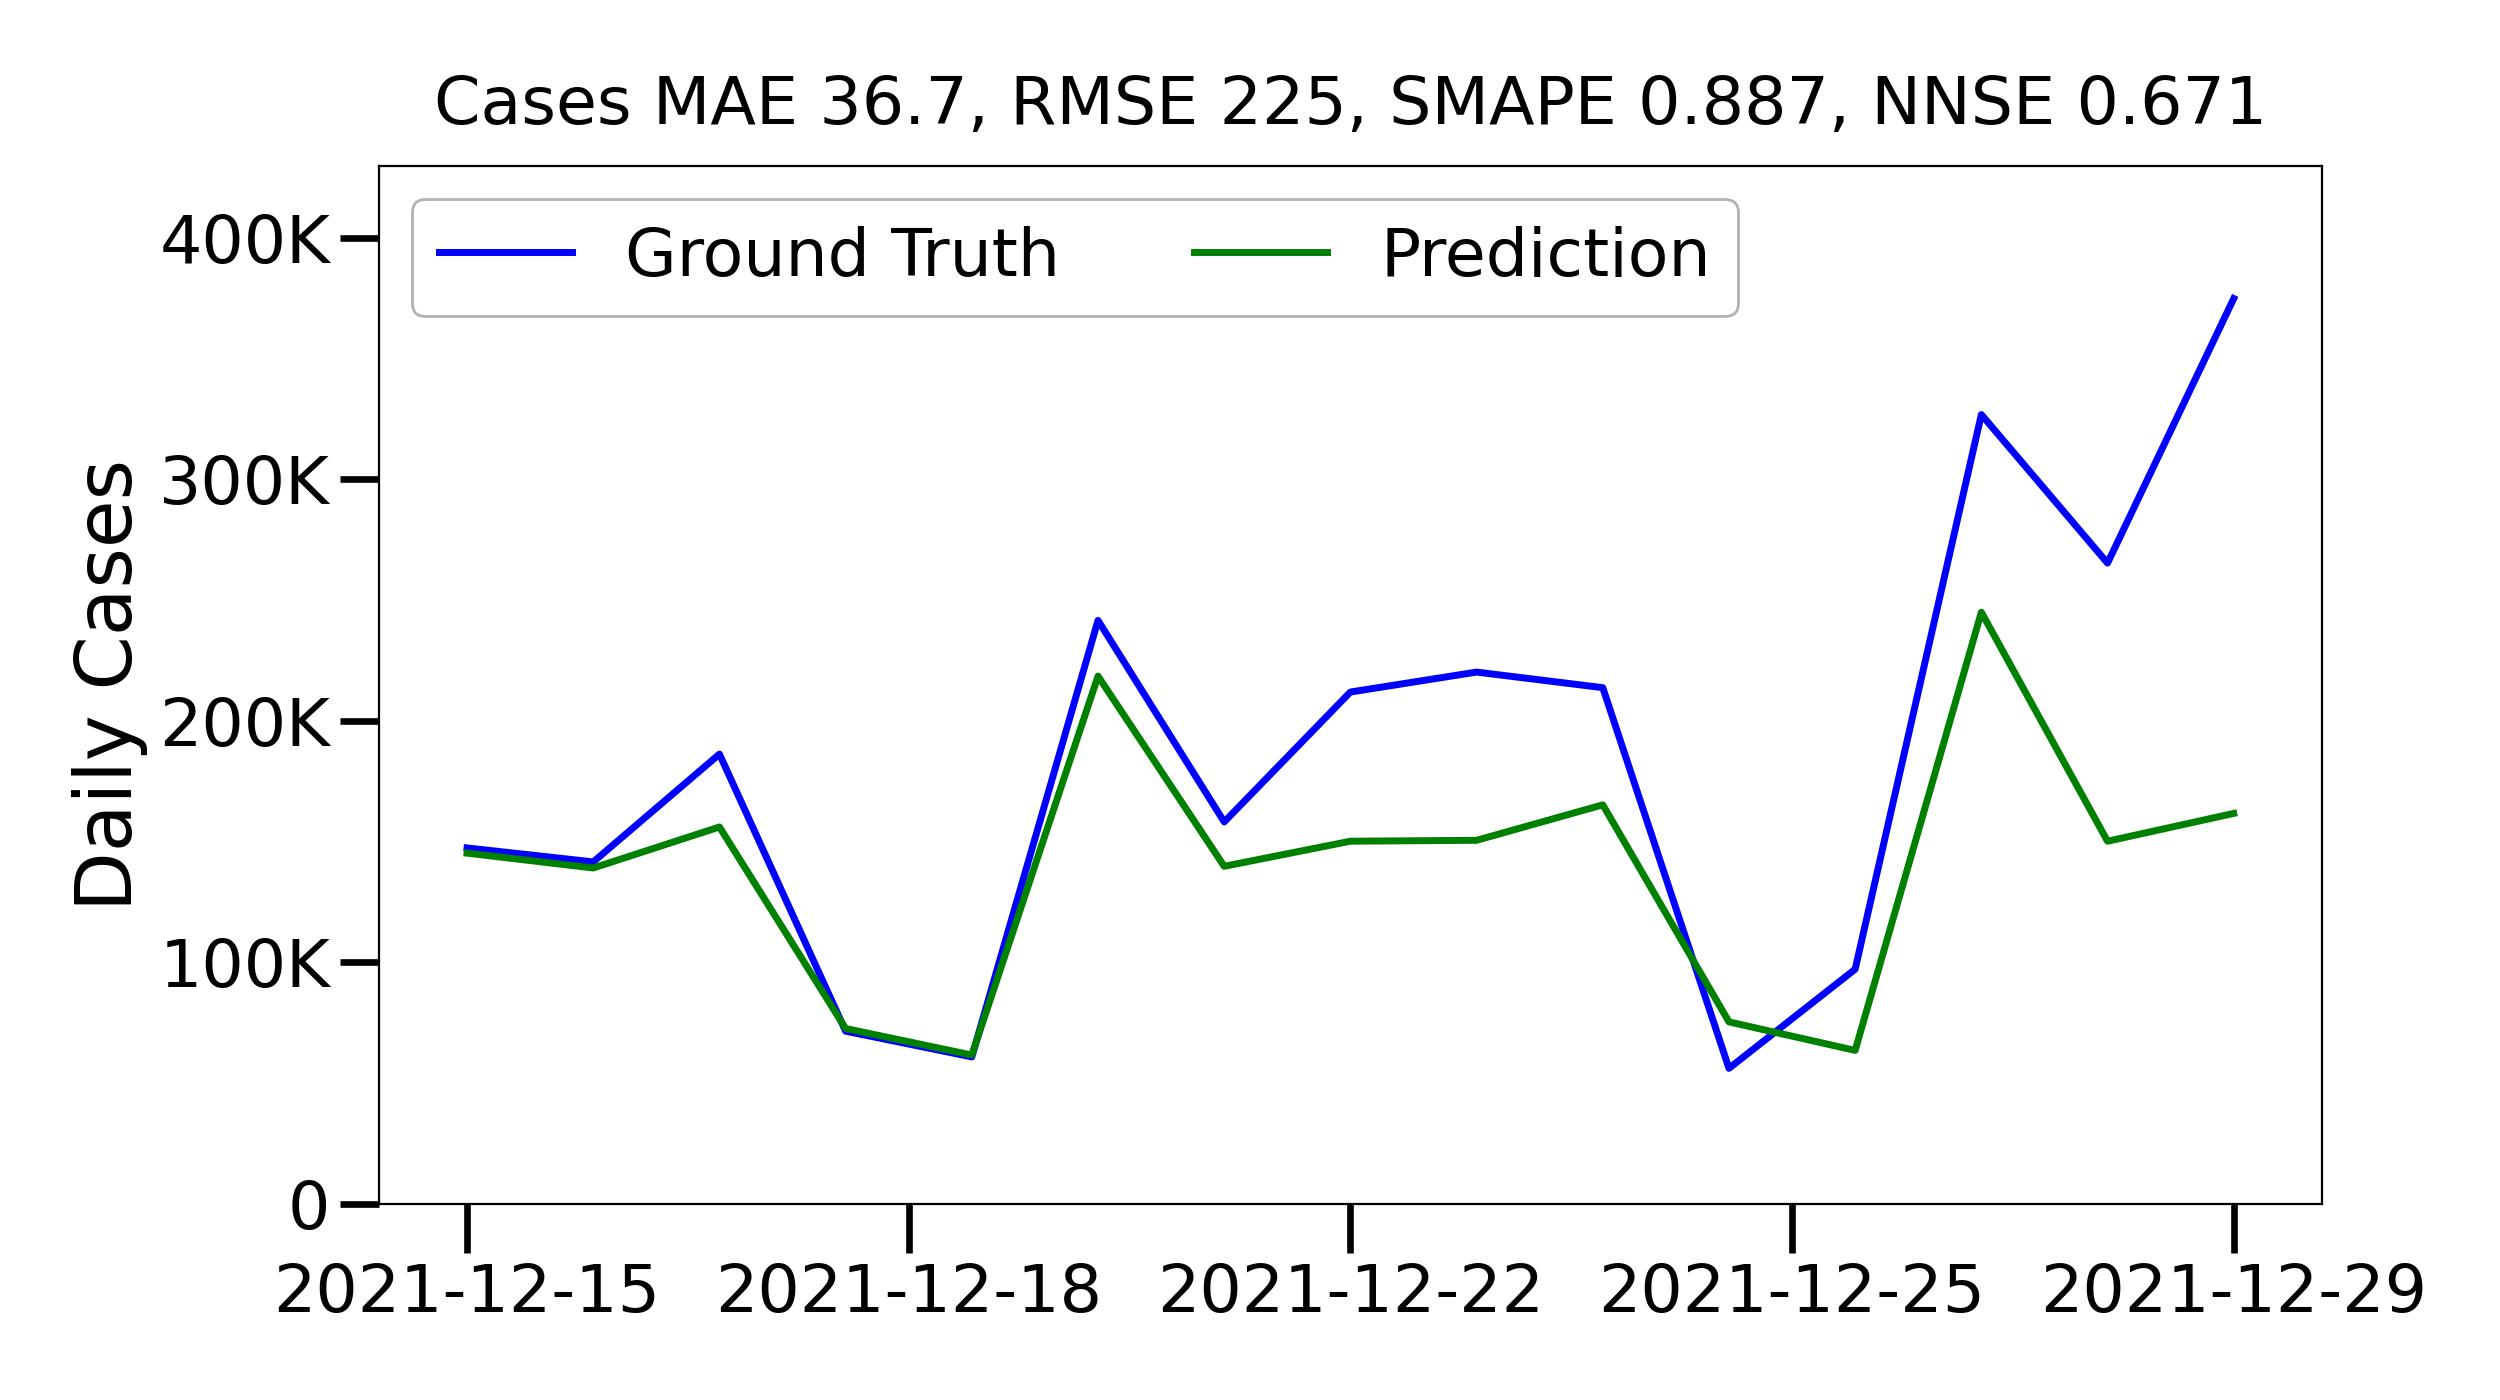 Cases MAE 36.7, RMSE 225, SMAPE 0.887, NNSE 0.671
Ground Truth Prediction
Daily Cases
400K
300K
200K
100K
0
2021-12-15 2021-12-18 2021-12-22 2021-12-25 2021-12-29